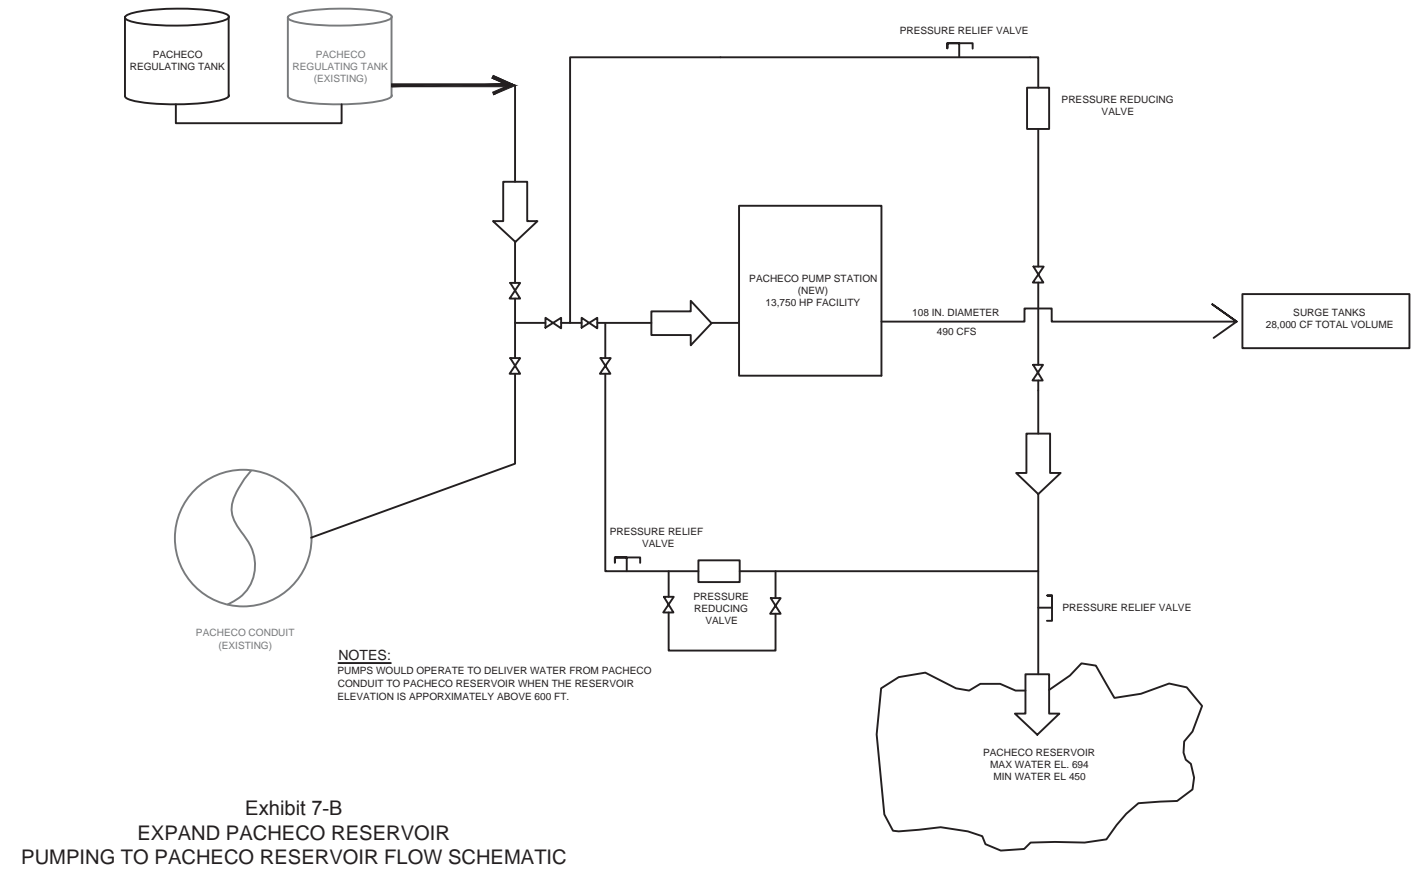 PRESSURE RELIEF VALVE
PACHECO
REGULATING TANK
PACHECO
REGULATING TANK
(EXISTING)
PRESSURE REDUCING
VALVE
PACHECO PUMP STATION
(NEW)
13,750 HP FACILITY
108 IN. DIAMETER
490 CFS
SURGE TANKS
28,000 CF TOTAL VOLUME
PRESSURE RELIEF
VALVE
PRESSURE
REDUCING
VALVE
PRESSURE RELIEF VALVE
PACHECO CONDUIT
(EXISTING)
NOTES:
PUMPS WOULD OPERATE TO DELIVER WATER FROM PACHECO
CONDUIT TO PACHECO RESERVOIR WHEN THE RESERVOIR
ELEVATION IS APPORXIMATELY ABOVE 600 FT.
PACHECO RESERVOIR
MAX WATER EL. 694
MIN WATER EL 450
Exhibit 7-B
EXPAND PACHECO RESERVOIR
PUMPING TO PACHECO RESERVOIR FLOW SCHEMATIC